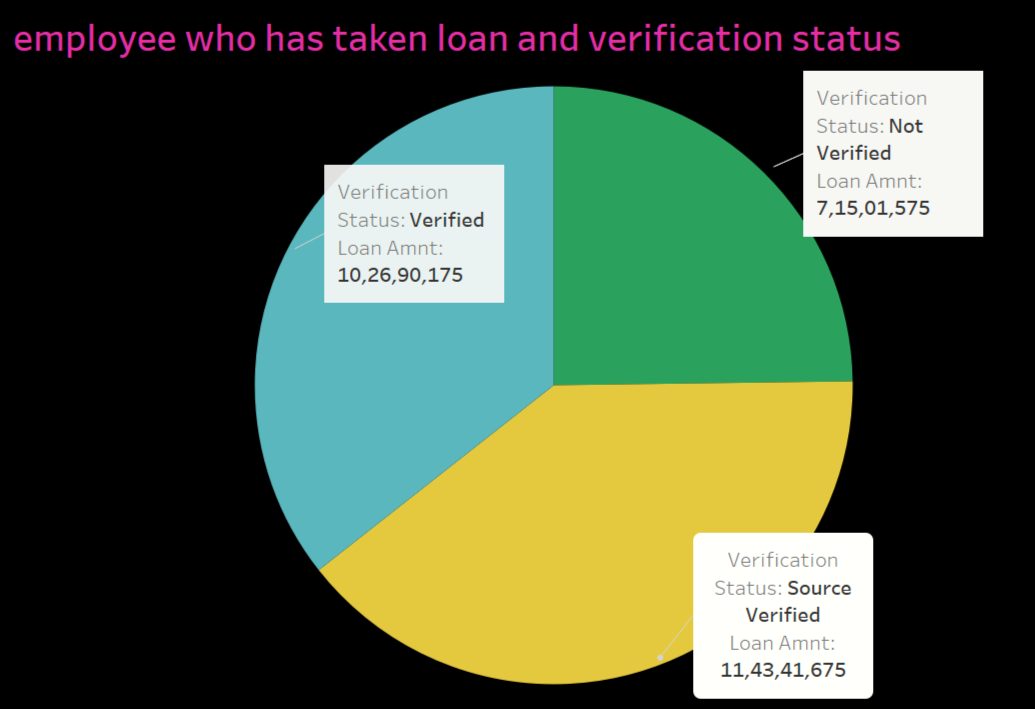 employee who has taken loan and verification status
Verification
Status: Not
Verified
Loan Amnt:
7,15,01,575
Verification
Status: Verified
Loan Amnt:
10,26,90,175
Verification
Status: Source
Verified
Loan Amnt:
11,43,41,675